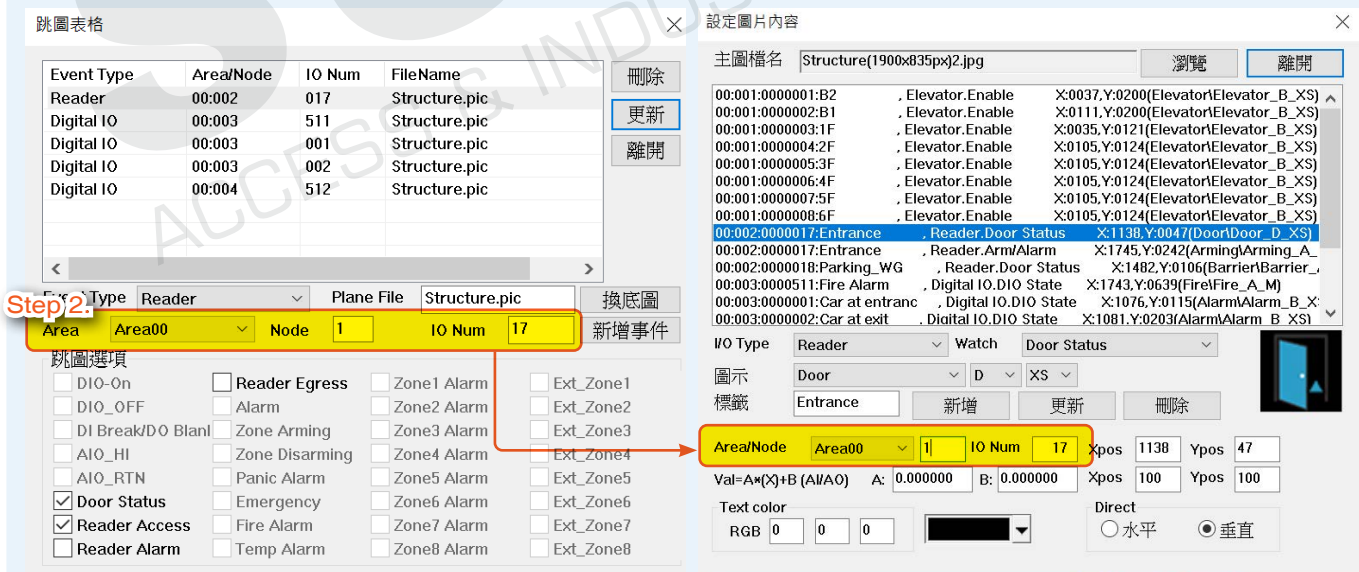 跳圖表格
Event Type Area/Node IO Num FileName
Reader 00:002 017 Structure.pic
Digital IO 00:003 511 Structure.pic
Digital IO 00:003 001 Structure.pic
Digital IO 00:003 002 Structure.pic
Digital IO 00:004 512 Structure.pic
刪除
更新
離開
Step 2.
Type Reader Plane File Structure.pic 換底圖
Area Area00 Node 1 IO Num 17 新增事件
跳圖選項
DIO-On Reader Egress Zone1 Alarm Ext_Zone1
DIO_OFF Alarm Zone2 Alarm Ext_Zone2
DI Break/DO Blanl Zone Arming Zone3 Alarm Ext_Zone3
AIO_HI Zone Disarming Zone4 Alarm Ext_Zone4
AIO_RTN Panic Alarm Zone5 Alarm Ext_Zone5
Door Status Emergency Zone6 Alarm Ext_Zone6
Reader Access Fire Alarm Zone7 Alarm Ext_Zone7
Reader Alarm Temp Alarm Zone8 Alarm Ext_Zone8
設定圖片內容
主圖檔名 Structure(1900x835px)2.jpg 瀏覽 離開
00:001:0000001:B2 , Elevator.Enable X:0037,Y:0200(Elevator\Elevator_B_XS)
00:001:0000002:B1 , Elevator.Enable X:0111,Y:0200(Elevator\Elevator_B_XS)
00:001:0000003:1F , Elevator.Enable X:0035,Y:0121(Elevator\Elevator_B_XS)
00:001:0000004:2F , Elevator.Enable X:0105,Y:0124(Elevator\Elevator_B_XS)
00:001:0000005:3F , Elevator.Enable X:0105,Y:0124(Elevator\Elevator_B_XS)
00:001:0000006:4F , Elevator.Enable X:0105,Y:0124(Elevator\Elevator_B_XS)
00:001:0000007:5F , Elevator.Enable X:0105,Y:0124(Elevator\Elevator_B_XS)
00:001:0000008:6F , Elevator.Enable X:0105,Y:0124(Elevator\Elevator_B_XS)
00:002:0000017:Entrance , Reader.Door Status X:1138,Y:0047(Door\Door_D_XS)
00:002:0000017:Entrance , Reader.Arm/Alarm X:1745,Y:0242(Arming\Arming_A_
00:002:0000018:Parking_WG , Reader.Door Status X:1482,Y:0106(Barrier\Barrier_
00:003:0000511:Fire Alarm , Digital IO.DIO State X:1743,Y:0639(Fire\Fire_A_M)
00:003:0000001:Car at entranc , Digital IO.DIO State X:1076,Y:0115(Alarm\Alarm_B_X
00:003:0000002:Car at exit , Digital IO.DIO State X:1081,Y:0203(Alarm\Alarm_B_XS)
I/O Type Reader Watch Door Status
圖示 Door D XS
標籤 Entrance 新增 更新 刪除
Area/Node Area00 1 IO Num 17 Xpos 1138 Ypos 47
Val=A*(X)+B (AI/AO) A: 0.000000 B: 0.000000 Xpos 100 Ypos 100
Text color Direct
RGB 0 0 0 水平 垂直
ACCESS & INDUS